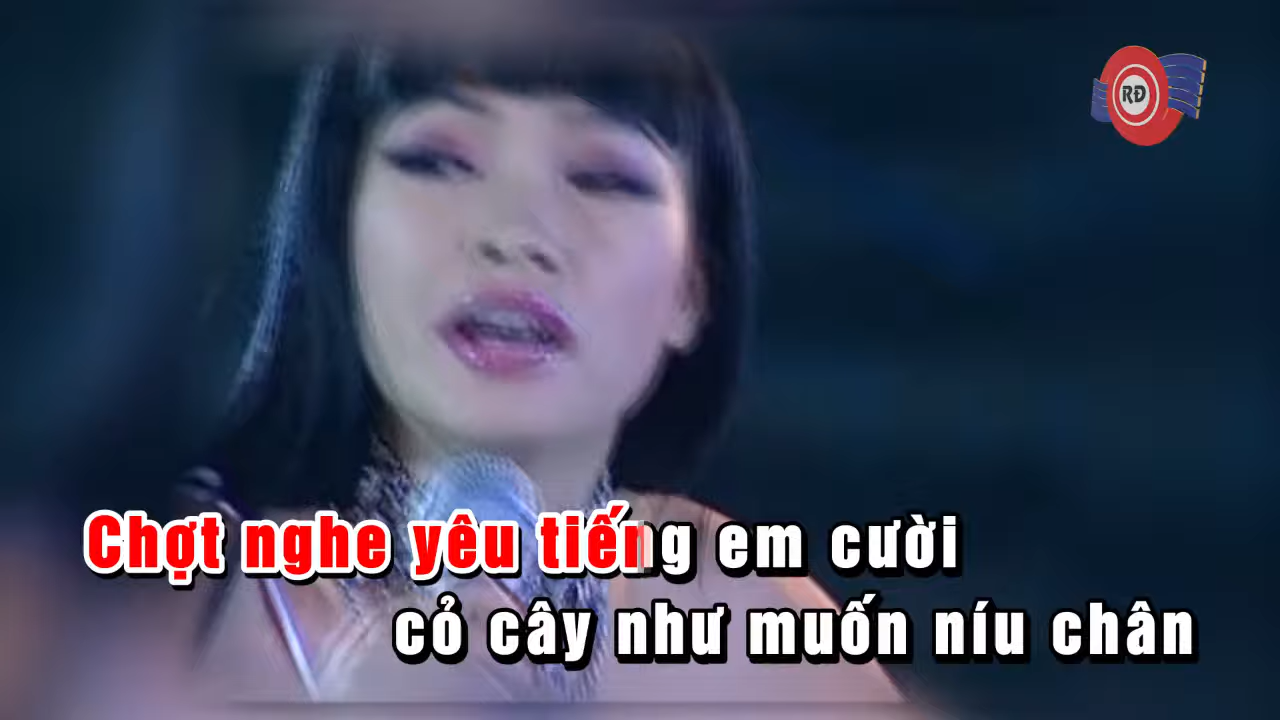 RĐ
Chợt nghe yêu tiếng em cười
cỏ cây như muốn níu chân